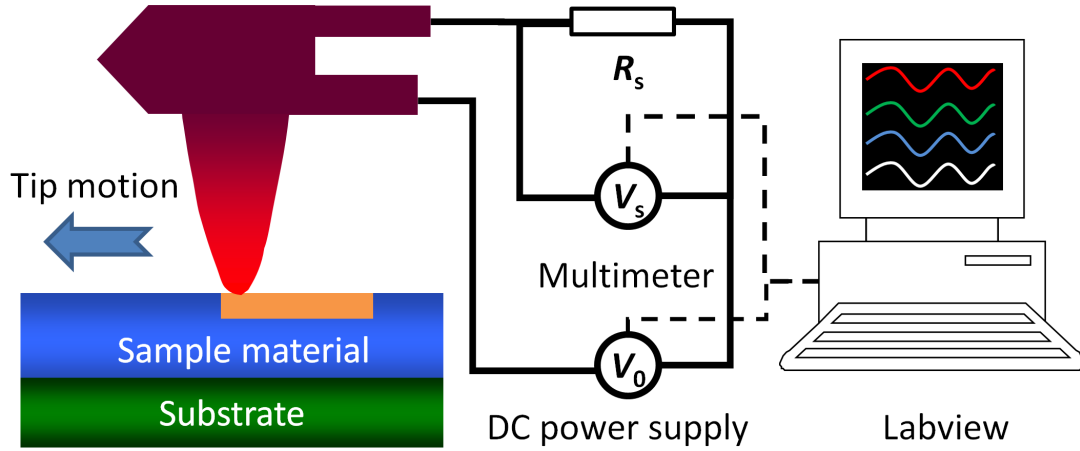 Rs
Tip motion
Vs
Multimeter
Sample material
V0
Substrate
DC power supply
Labview